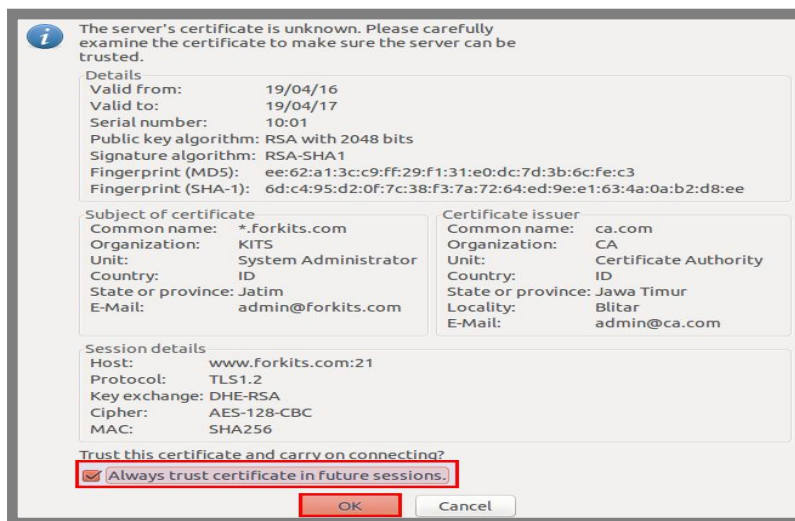 The server's certificate is unknown. Please carefully
examine the certificate to make sure the server can be
trusted.
Details
Valid from: 19/04/16
Valid to: 19/04/17
Serial number: 10:01
Public key algorithm: RSA with 2048 bits
Signature algorithm: RSA-SHA1
Fingerprint (MD5): ee:62:a1:3c:c9:ff:29:f1:31:e0:dc:7d:3b:6c:fe:c3
Fingerprint (SHA-1): 6d:c4:95:d2:0f:7c:38:f3:7a:72:64:ed:9e:e1:63:4a:0a:b2:d8:ee
Subject of certificate
Common name: *.forkits.com
Organization: KITS
Unit: System Administrator
Country: ID
State or province: Jatim
E-Mail: admin@forkits.com
Certificate issuer
Common name: ca.com
Organization: CA
Unit: Certificate Authority
Country: ID
State or province: Jawa Timur
Locality: Blitar
E-Mail: admin@ca.com
Session details
Host: www.forkits.com:21
Protocol: TLS1.2
Key exchange: DHE-RSA
Cipher: AES-128-CBC
MAC: SHA256
Trust this certificate and carry on connecting?
Always trust certificate in future sessions.
OK
Cancel